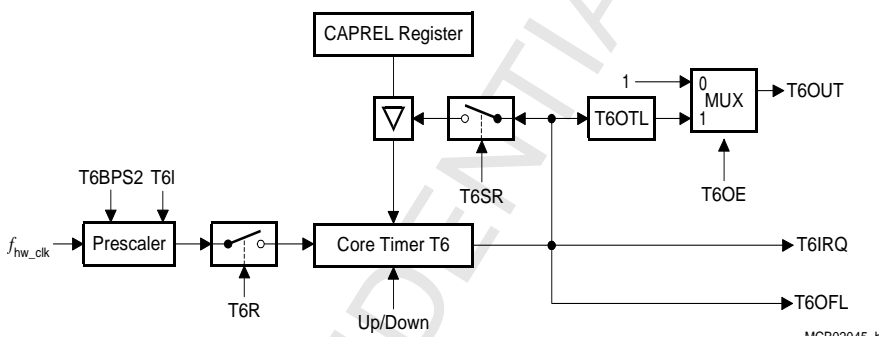 CAPREL Register
1
0
MUX
1
T6OUT
T6OTL
T6BPS2 T6I
T6SR
T6OE
f hw_clk
Prescaler
Core Timer T6
T6IRQ
T6R
Up/Down
T6OFL